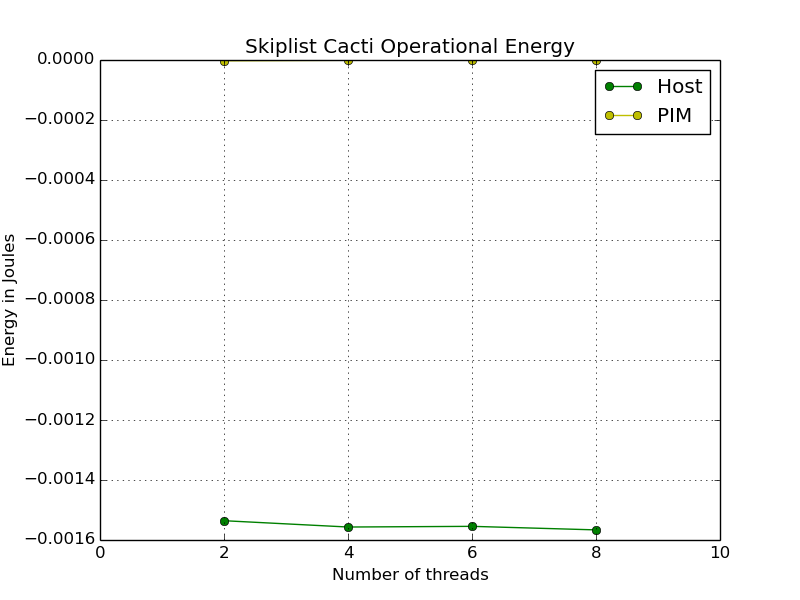 Skiplist Cacti Operational Energy
0.0000
−0.0002
−0.0004
−0.0006
−0.0008
−0.0010
−0.0012
−0.0014
−0.0016
Energy in Joules
Host
PIM
0 2 4 6 8 10
Number of threads